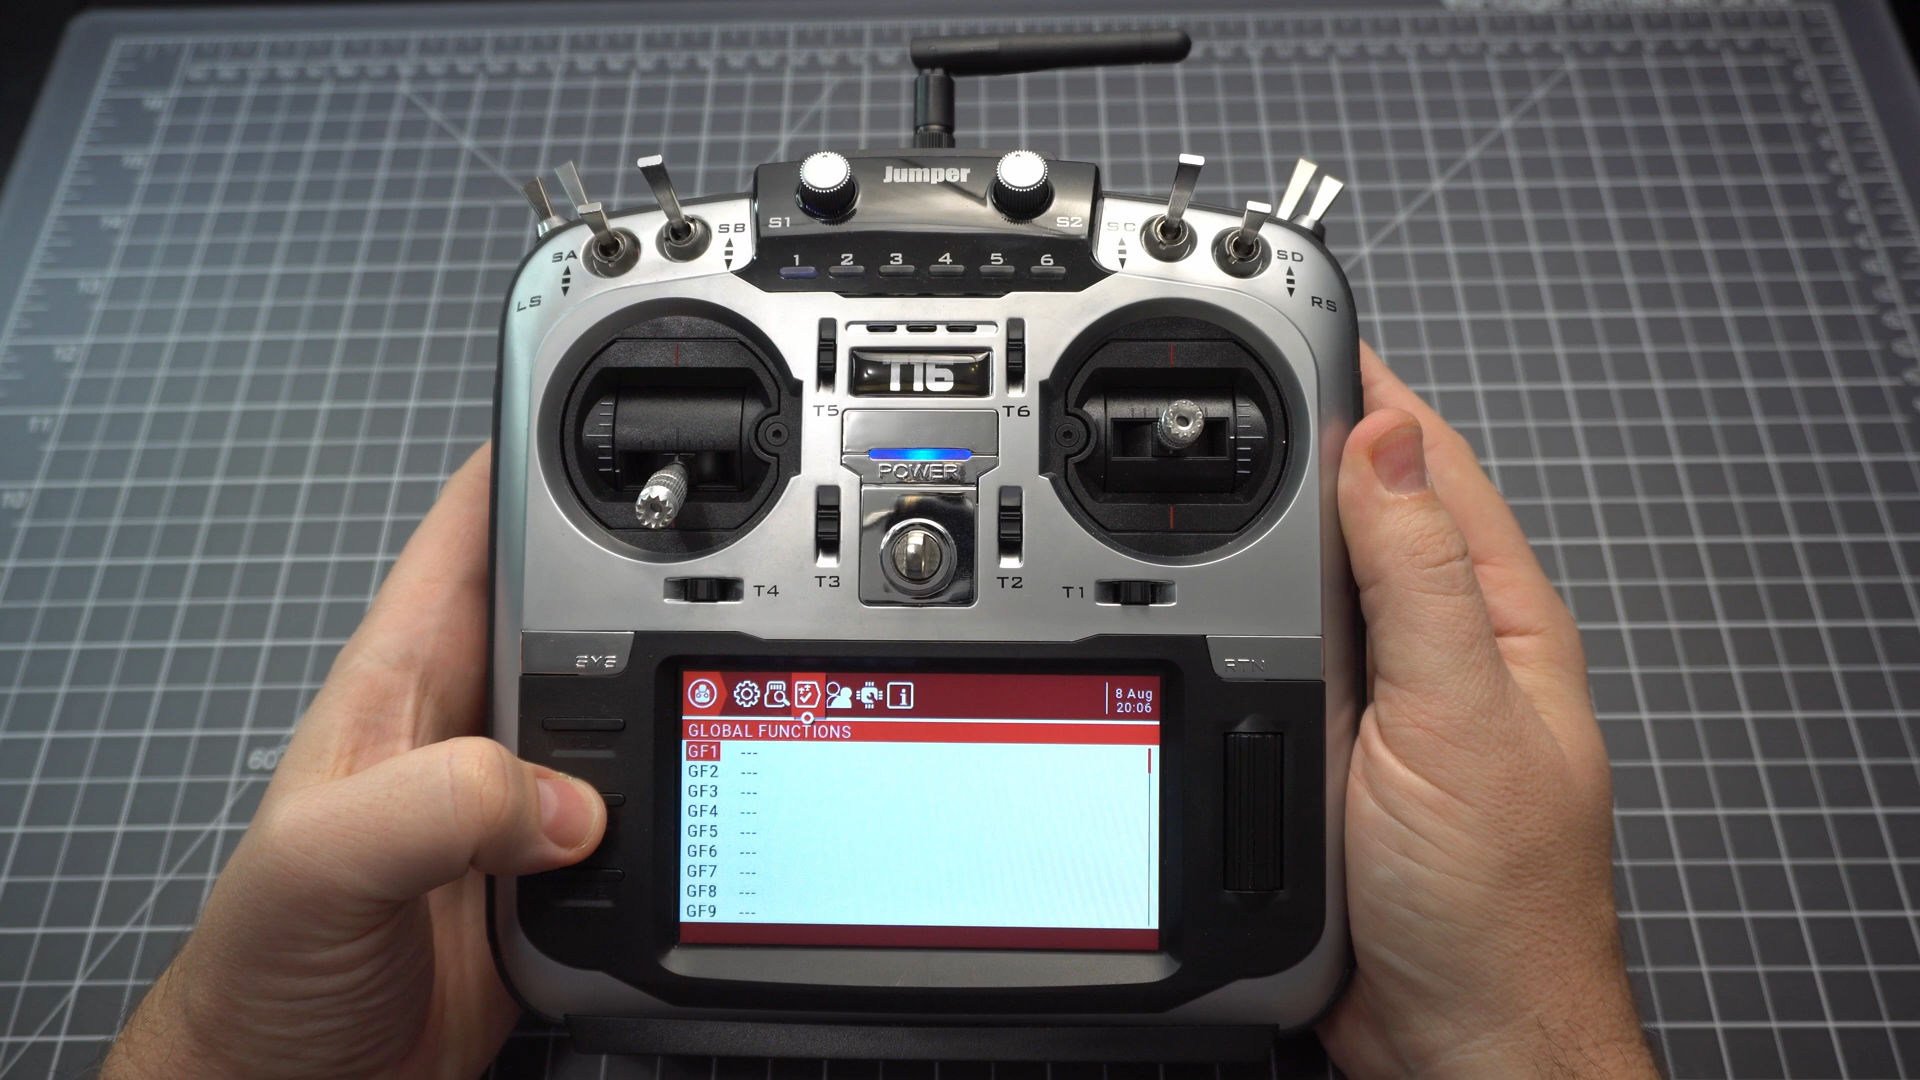 Jumper
S1
S2
SB
SC
SA
SD
1 2 3 4 5 6
LS
RS
T16
T5
T6
POWER
T3
T2
T4
T1
SYS
RTN
8 Aug
20:06
GLOBAL FUNCTIONS
GF1 ---
GF2 ---
GF3 ---
GF4 ---
GF5 ---
GF6 ---
GF7 ---
GF8 ---
GF9 ---
60